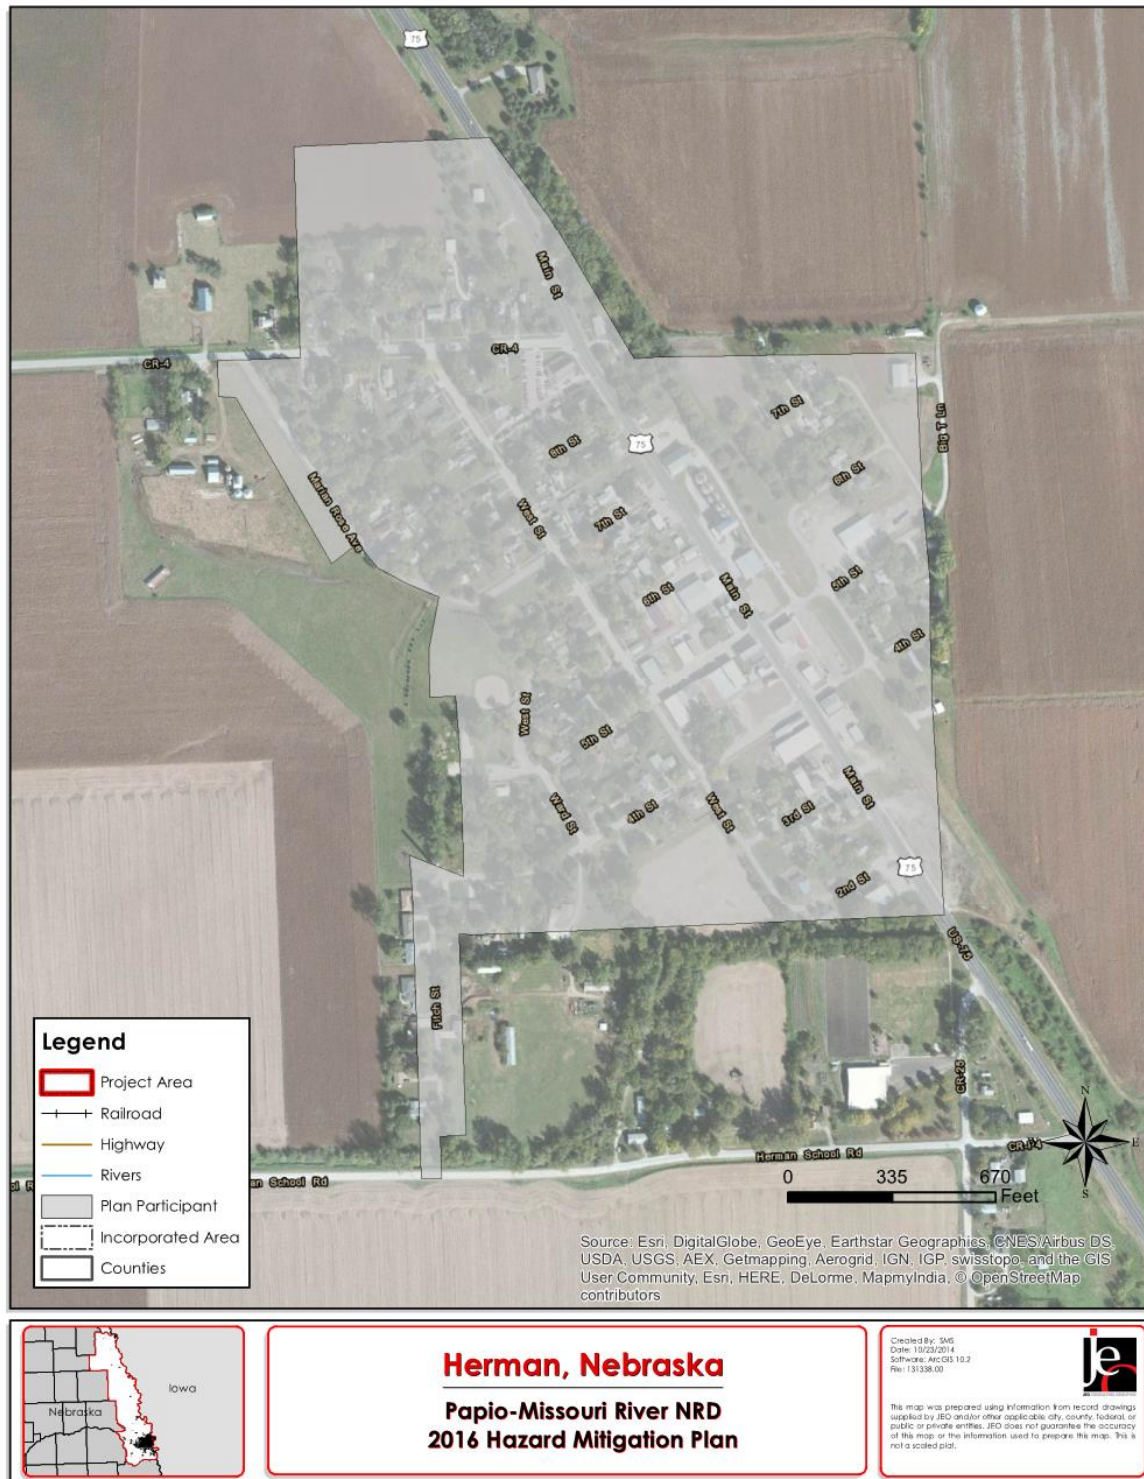 75
Main St
CR-4
CR-4
7th St
Big T Ln
8th St
75
6th St
Marian Rose Ave
West St
7th St
5th St
6th St
Main St
4th St
West St
5th St
Main St
Ward St
4th St
West St
3rd St
75
2nd St
US-75
Fitch St
CR-25
Legend
Project Area
Railroad
Highway
Rivers
Plan Participant
Incorporated Area
Counties
N
E
S
Herman School Rd
man School Rd
0 335 670
Feet
Source: Esri, DigitalGlobe, GeoEye, Earthstar Geographics, CNES/Airbus DS,
USDA, USGS, AEX, Getmapping, Aerogrid, IGN, IGP, swisstopo, and the GIS
User Community, Esri, HERE, DeLorme, MapmyIndia, © OpenStreetMap
contributors
Iowa
Nebraska
Herman, Nebraska
Papio-Missouri River NRD
2016 Hazard Mitigation Plan
Created By: SMS
Date: 10/23/2014
Software: ArcGIS 10.2
File: 131338.00
je
This map was prepared using information from record drawings
supplied by JEO and/or other applicable city, county, federal, or
public or private entities. JEO does not guarantee the accuracy
of this map or the information used to prepare this map. This is
not a scaled plat.